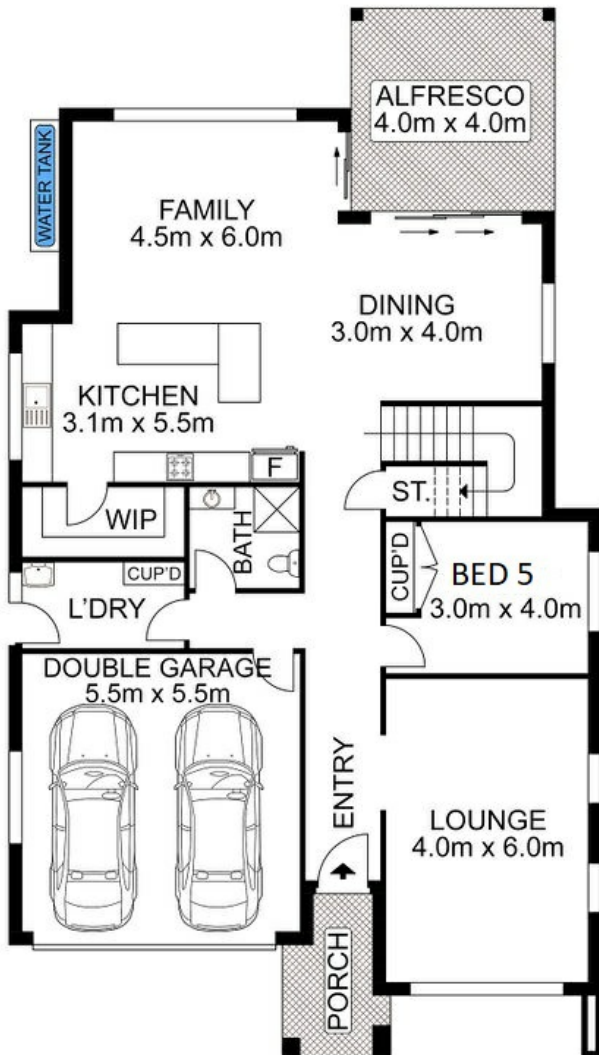 ALFRESCO
4.0m x 4.0m
WATER TANK
FAMILY
4.5m x 6.0m
DINING
3.0m x 4.0m
KITCHEN
3.1m x 5.5m
F
ST.
WIP
BATH
CUP'D
L'DRY
CUP'D
BED 5
3.0m x 4.0m
DOUBLE GARAGE
5.5m x 5.5m
ENTRY
LOUNGE
4.0m x 6.0m
PORCH